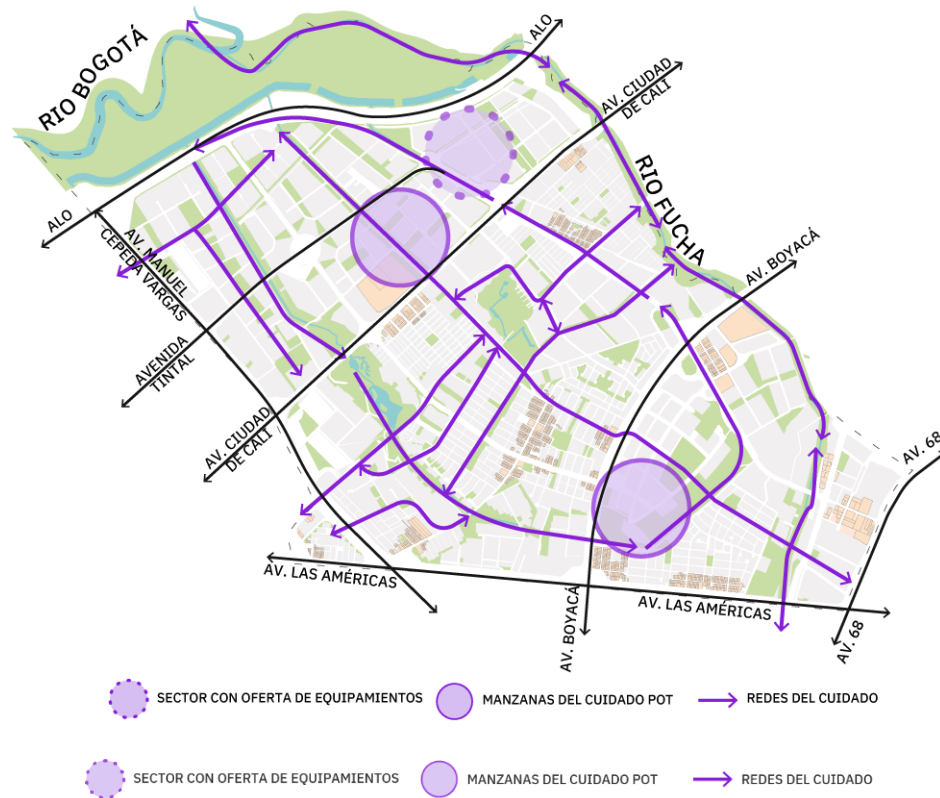 RIO BOGOTÁ
ALO
AV. CIUDAD
DE CALI
RIO FUCHA
ALO
AV. MANUEL
CEPEDA VARGAS
AV. BOYACÁ
AVENIDA
TINTAL
AV. CIUDAD
DE CALI
AV. 68
AV. LAS AMÉRICAS
AV. BOYACÁ
AV. LAS AMÉRICAS
AV. 68
SECTOR CON OFERTA DE EQUIPAMIENTOS
MANZANAS DEL CUIDADO POT
REDES DEL CUIDADO
SECTOR CON OFERTA DE EQUIPAMIENTOS
MANZANAS DEL CUIDADO POT
REDES DEL CUIDADO